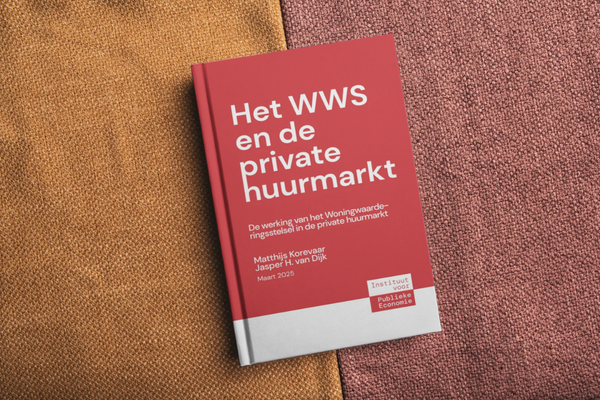 Het WWS
en de
private
huurmarkt
De werking van het Woningwaarde-
ringsstelsel in de private huurmarkt
Matthijs Korevaar
Jasper H. van Dijk
Maart 2025
Instituut
voor
Publieke
Economie